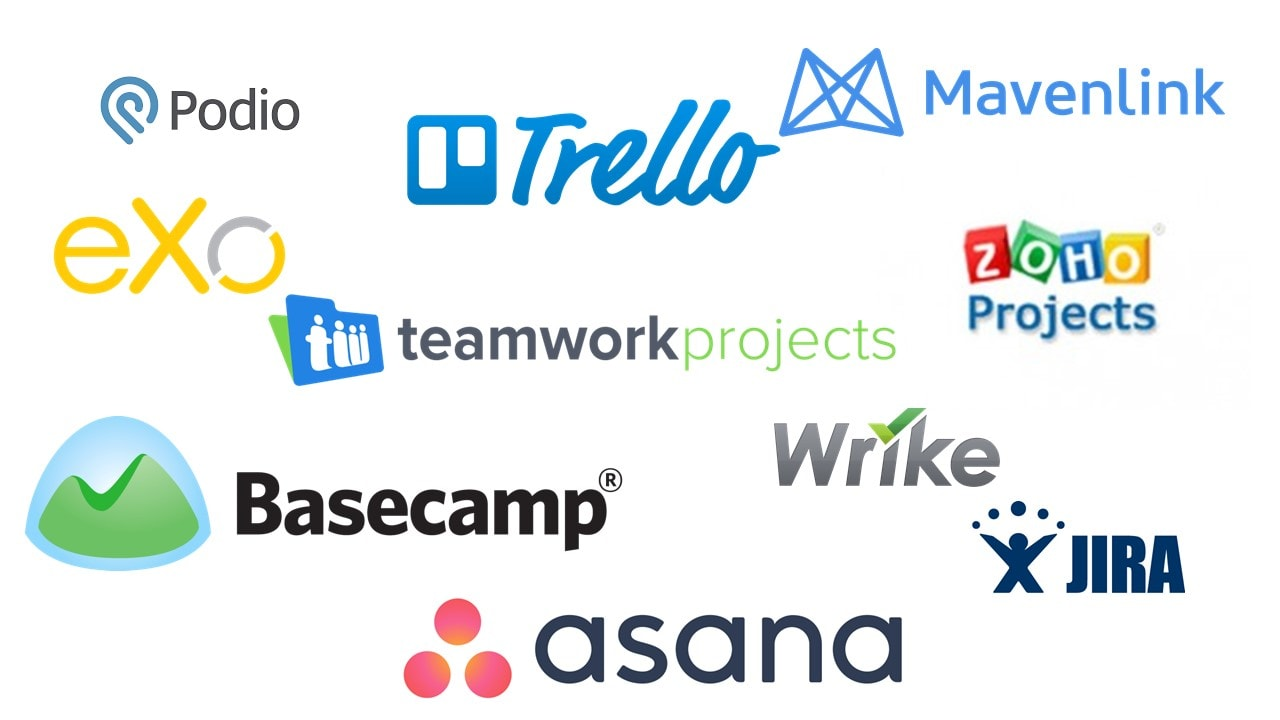 Podio
Trello
Mavenlink
eXo
ZOHO®
Projects
teamworkprojects
Wrike
Basecamp®
JIRA
asana